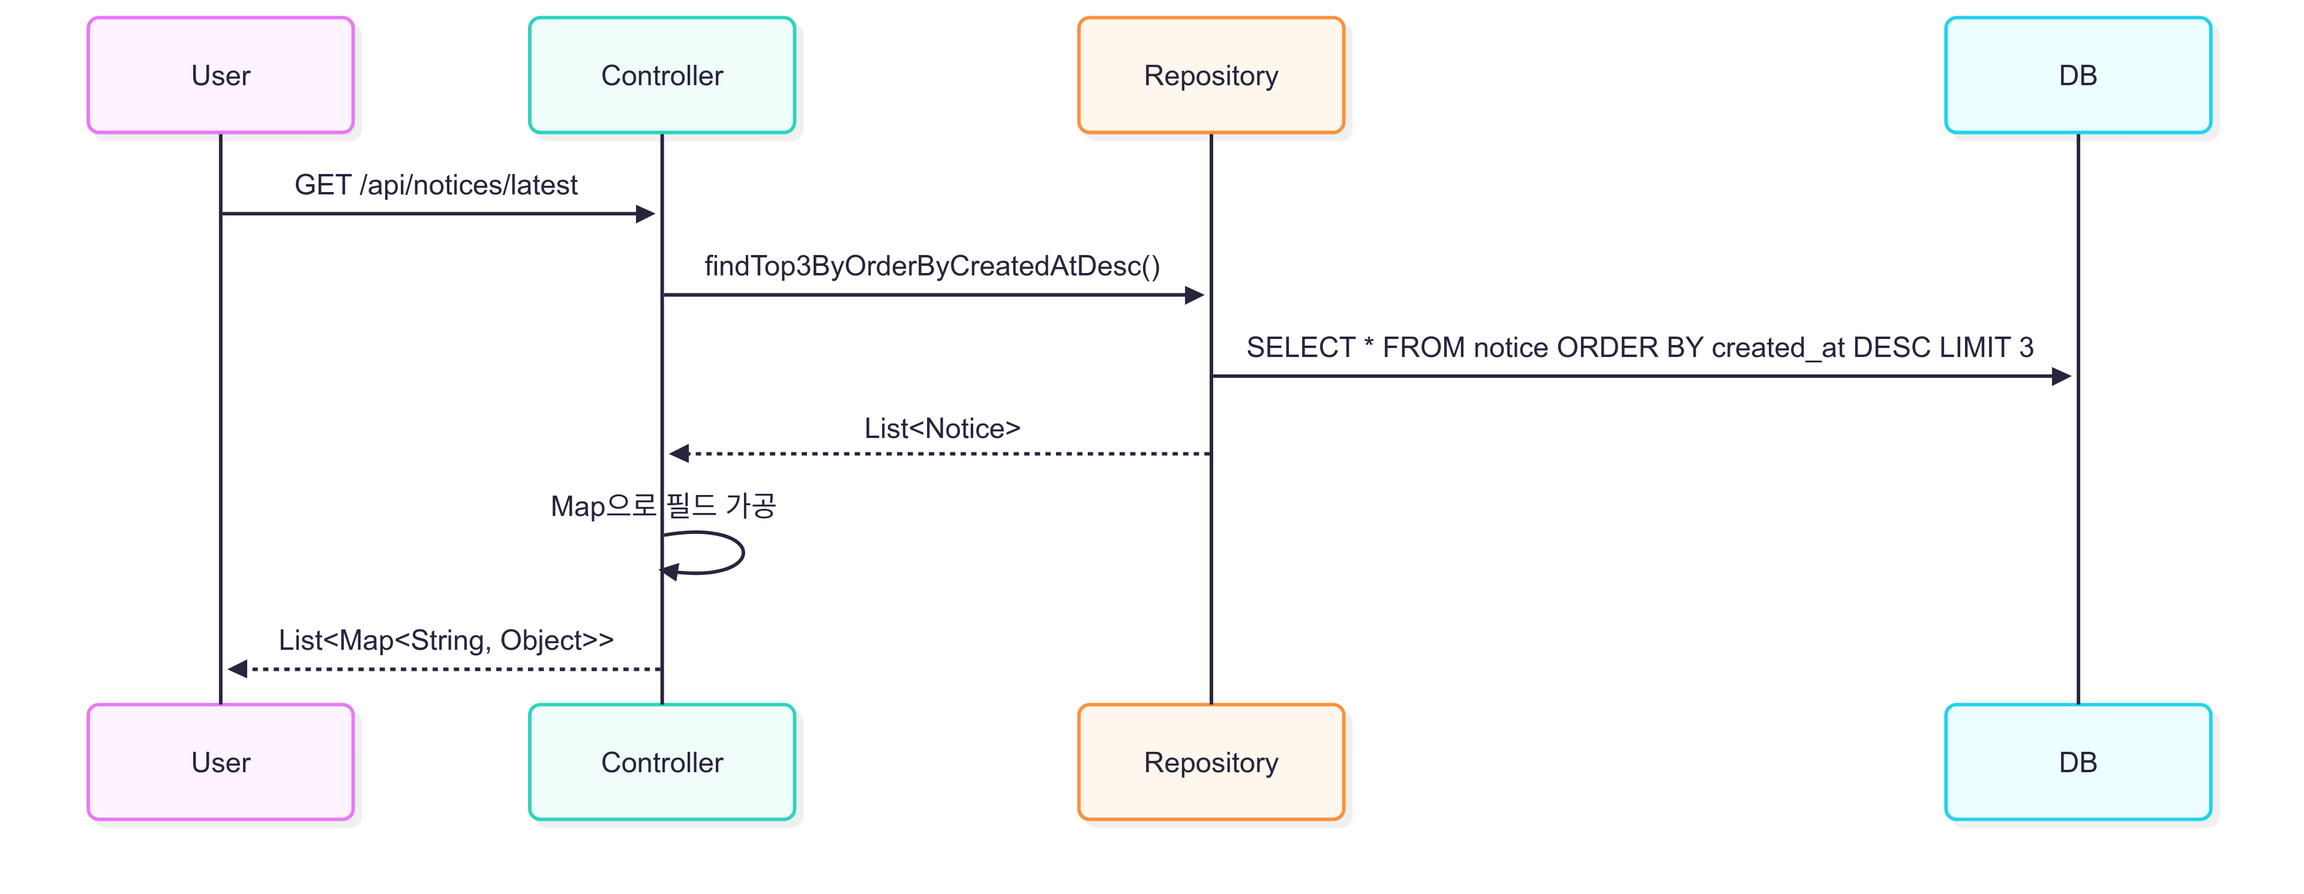 User
Controller
Repository
DB
GET /api/notices/latest
findTop3ByOrderByCreatedAtDesc()
SELECT * FROM notice ORDER BY created_at DESC LIMIT 3
List<Notice>
Map으로 필드 가공
List<Map<String, Object>>
User
Controller
Repository
DB